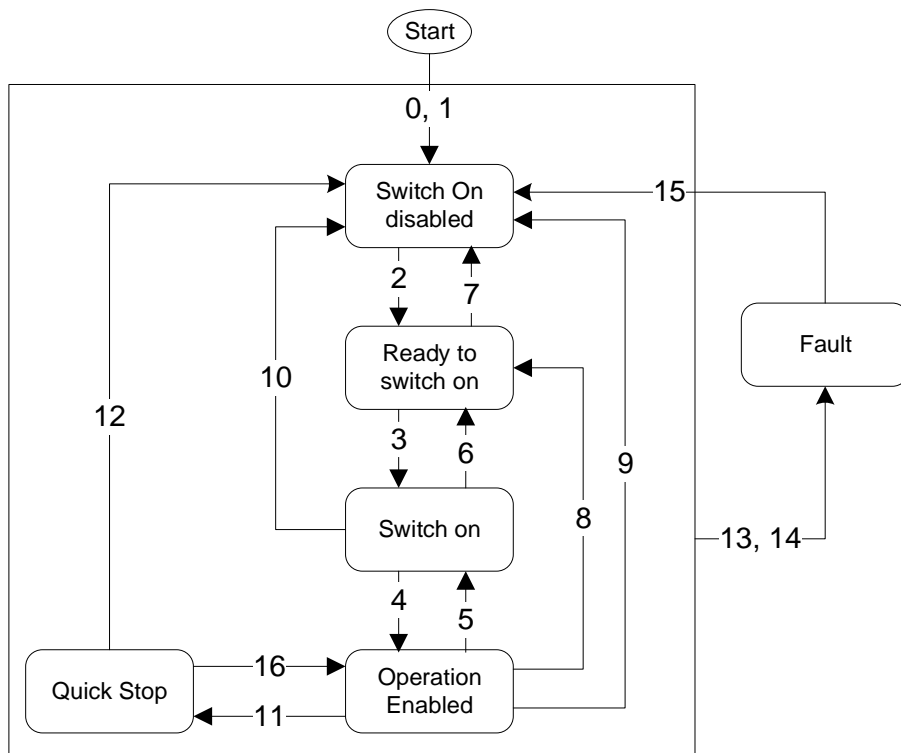 Start
0, 1
Switch On
disabled
15
2
7
Fault
Ready to
switch on
10
12
3
6
9
8
Switch on
13, 14
4
5
16
Operation
Enabled
Quick Stop
11